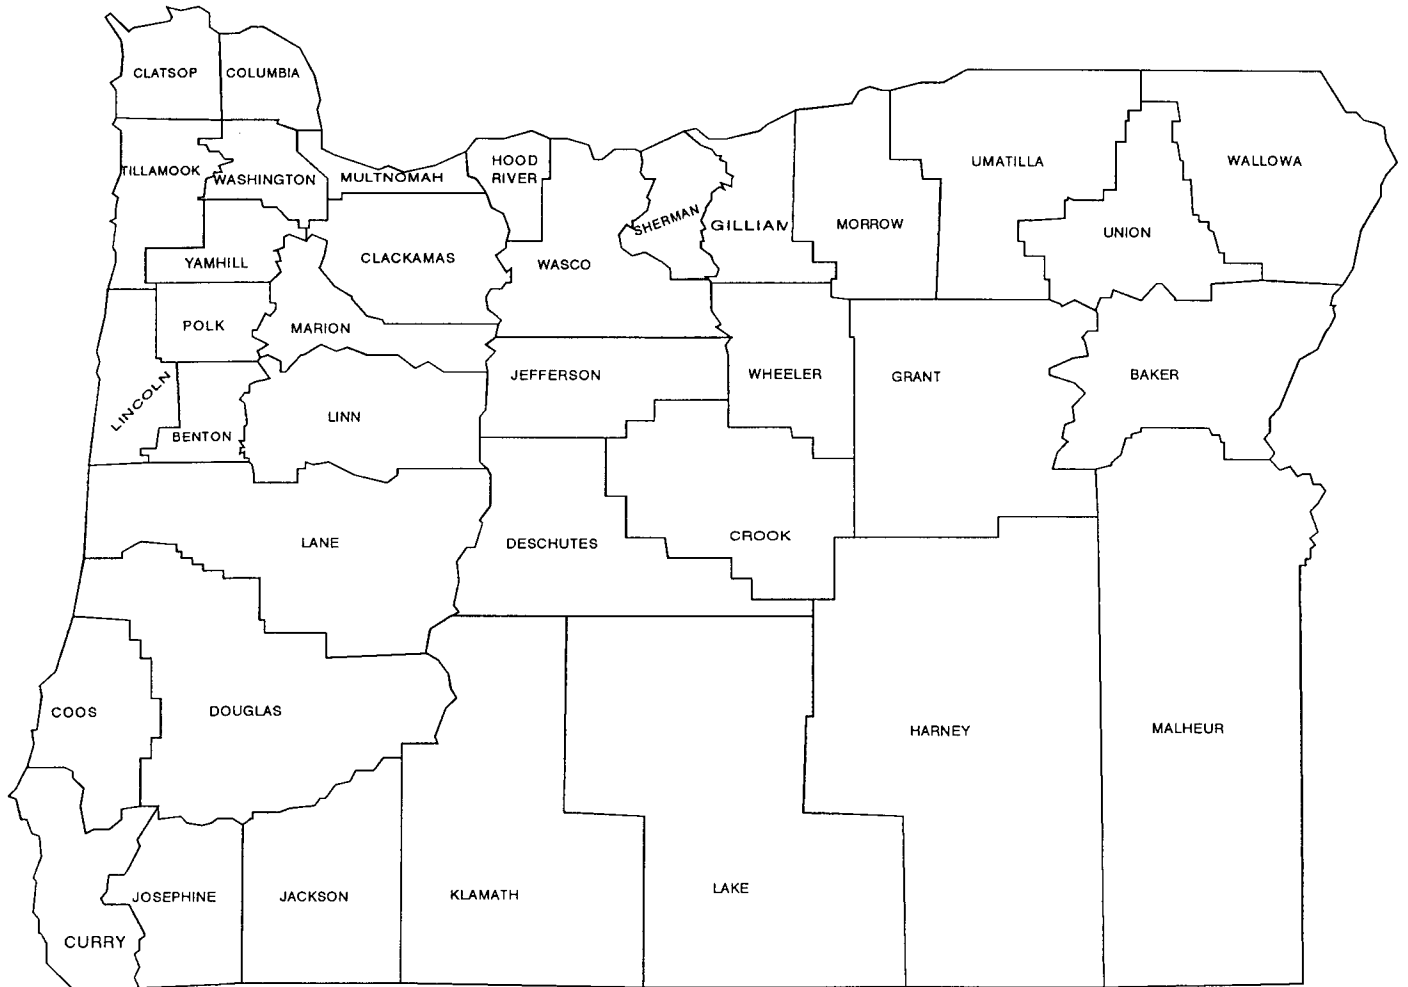 CLATSOP
COLUMBIA
TILLAMOOK
WASHINGTON
MULTNOMAH
HOOD
RIVER
UMATILLA
WALLOWA
SHERMAN
GILLIAM
MORROW
UNION
YAMHILL
CLACKAMAS
WASCO
POLK
MARION
JEFFERSON
WHEELER
GRANT
BAKER
LINCOLN
BENTON
LINN
LANE
DESCHUTES
CROOK
COOS
DOUGLAS
HARNEY
MALHEUR
CURRY
JOSEPHINE
JACKSON
KLAMATH
LAKE